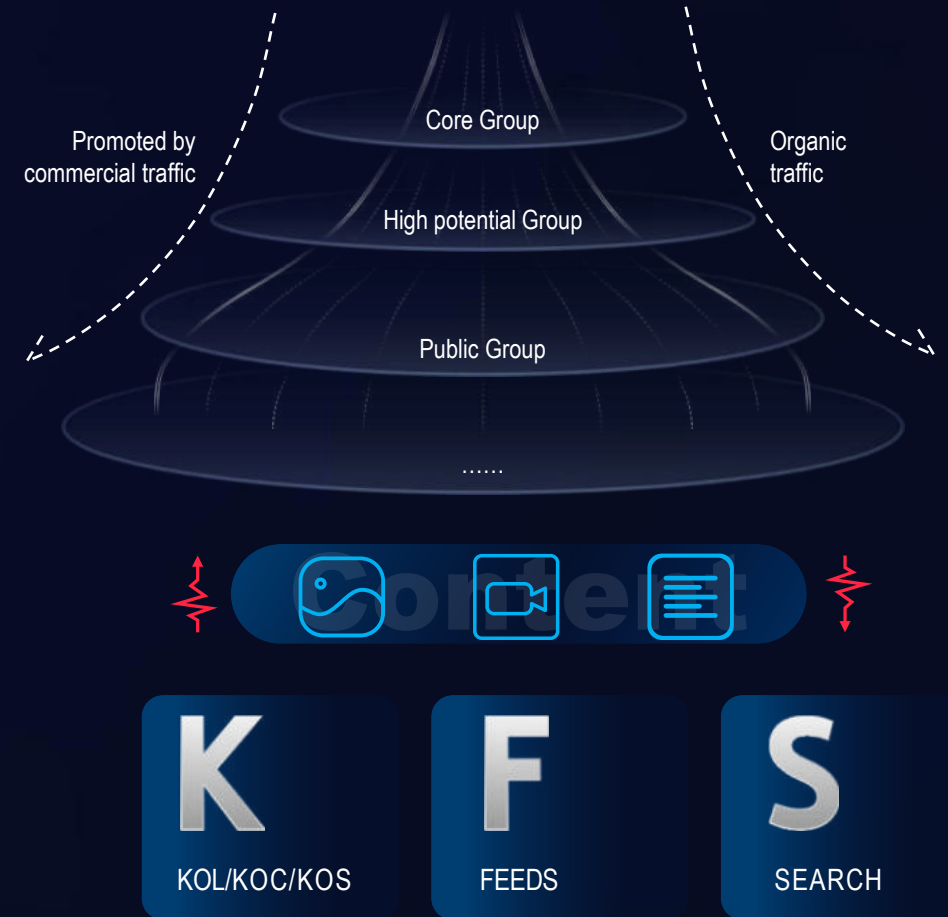 Core Group
Promoted by
commercial traffic
Organic
traffic
High potential Group
Public Group
......
Content
K
F
S
KOL/KOC/KOS
FEEDS
SEARCH